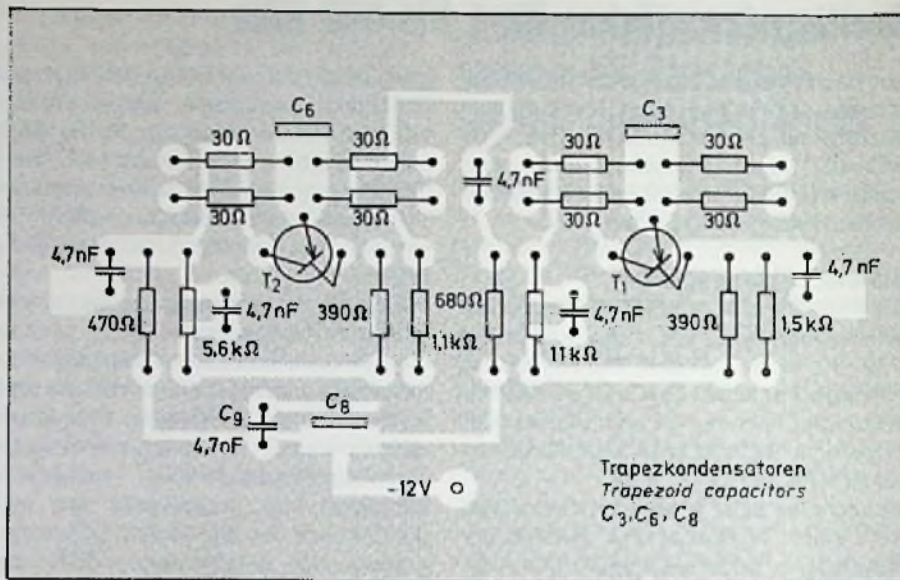 C₆
C₃
30Ω
30Ω
30Ω
30Ω
4,7nF
30Ω
30Ω
30Ω
30Ω
4,7nF
T₂
T₁
4,7nF
470Ω
4,7nF
5,6kΩ
390Ω
1,1kΩ
680Ω
4,7nF
11kΩ
390Ω
1,5kΩ
C₉
C₈
4,7nF
-12V
Trapezkondensatoren
Trapezoid capacitors
C₃, C₆, C₈